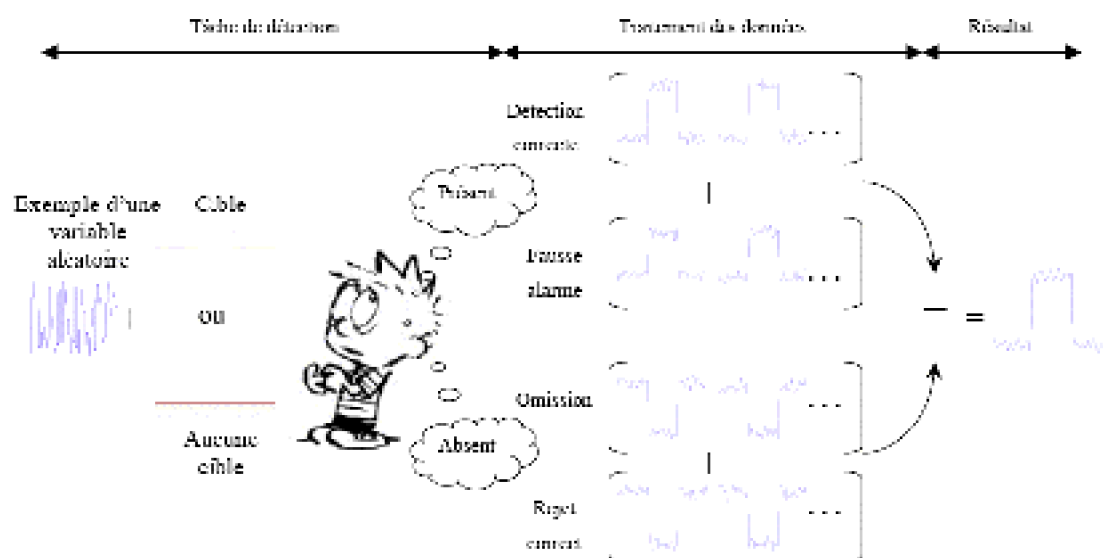 Tâche de détection
Traitement des données
Résultat
Détection
correcte
Présent
Exemple d'une
variable
aléatoire
Cible
Fausse
alarme
ou
=
Omission
Aucune
cible
Absent
Rejet
correct